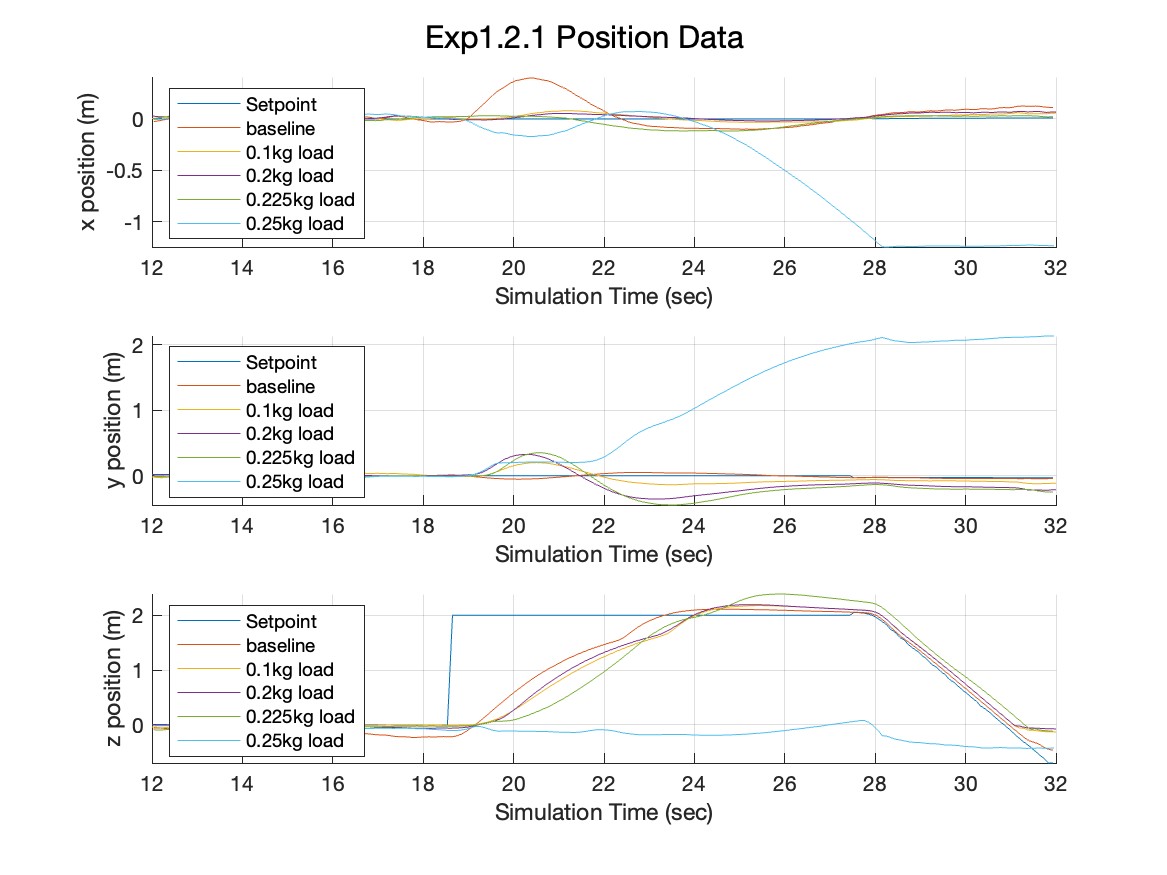 Exp1.2.1 Position Data
x position (m)
0
-0.5
-1
Setpoint
baseline
0.1kg load
0.2kg load
0.225kg load
0.25kg load
12 14 16 18 20 22 24 26 28 30 32
Simulation Time (sec)
y position (m)
2
1
0
Setpoint
baseline
0.1kg load
0.2kg load
0.225kg load
0.25kg load
12 14 16 18 20 22 24 26 28 30 32
Simulation Time (sec)
z position (m)
2
1
0
Setpoint
baseline
0.1kg load
0.2kg load
0.225kg load
0.25kg load
12 14 16 18 20 22 24 26 28 30 32
Simulation Time (sec)